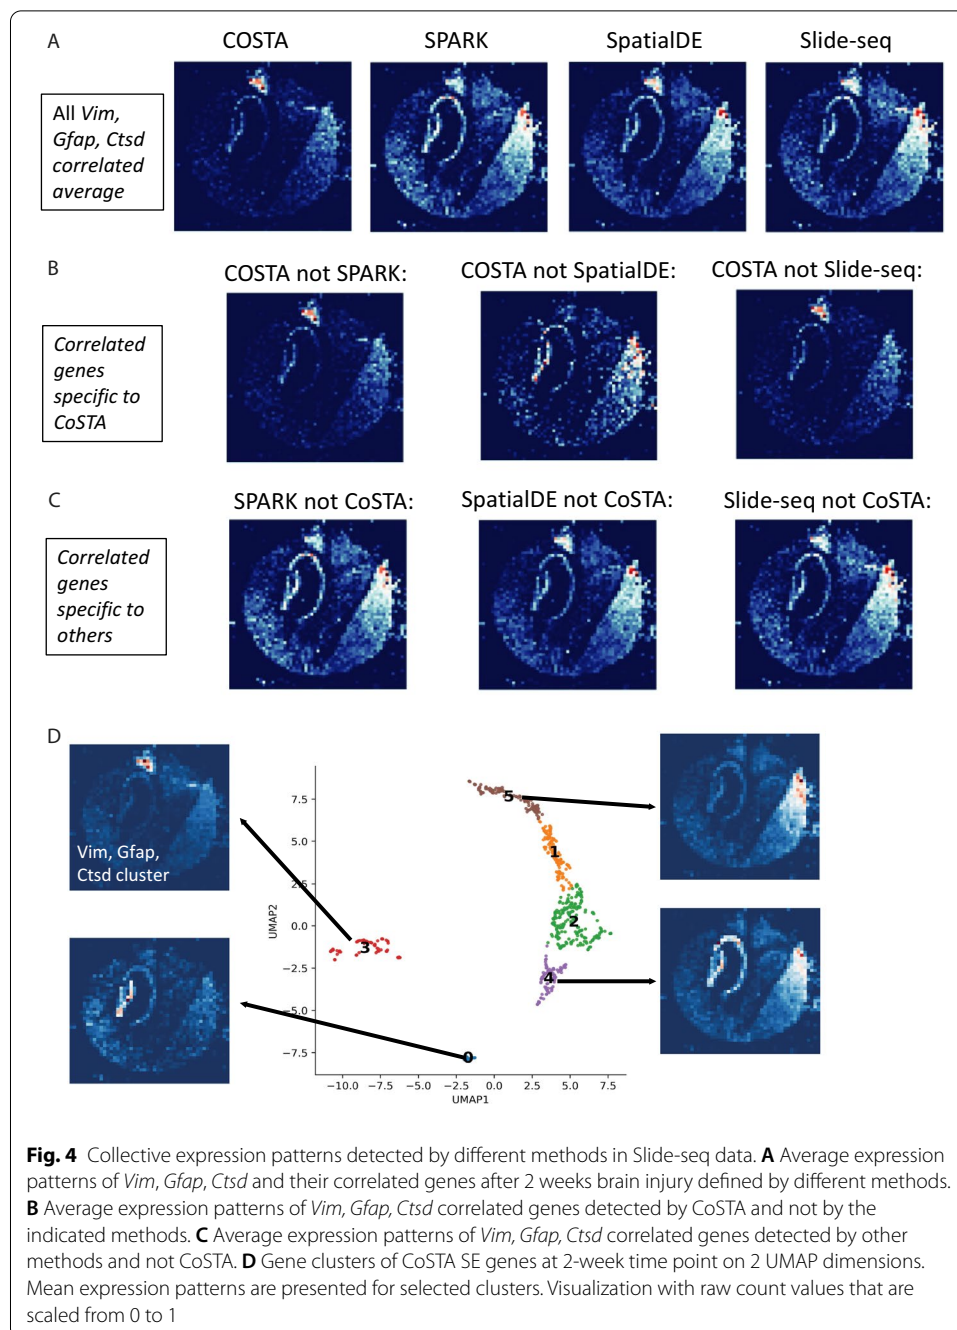 A
COSTA SPARK SpatialDE Slide-seq
All Vim,
Gfap, Ctsd
correlated
average
B
COSTA not SPARK: COSTA not SpatialDE: COSTA not Slide-seq:
Correlated
genes
specific to
CoSTA
C
SPARK not CoSTA: SpatialDE not CoSTA: Slide-seq not CoSTA:
Correlated
genes
specific to
others
D
Vim, Gfap,
Ctsd cluster
7.5
5.0
2.5
0.0
−2.5
−5.0
−7.5
UMAP2
5
1
2
3
4
0
−10.0 −7.5 −5.0 −2.5 0.0 2.5 5.0 7.5
UMAP1
Fig. 4 Collective expression patterns detected by different methods in Slide-seq data. A Average expression
patterns of Vim, Gfap, Ctsd and their correlated genes after 2 weeks brain injury defined by different methods.
B Average expression patterns of Vim, Gfap, Ctsd correlated genes detected by CoSTA and not by the
indicated methods. C Average expression patterns of Vim, Gfap, Ctsd correlated genes detected by other
methods and not CoSTA. D Gene clusters of CoSTA SE genes at 2-week time point on 2 UMAP dimensions.
Mean expression patterns are presented for selected clusters. Visualization with raw count values that are
scaled from 0 to 1